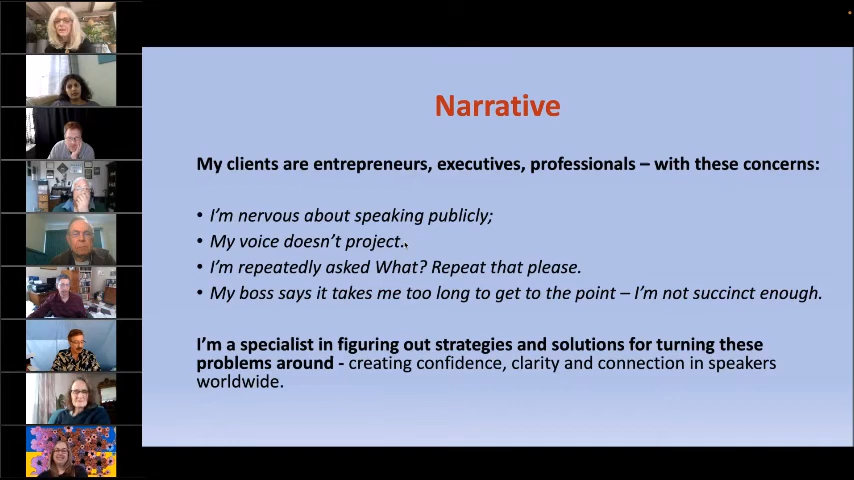 Narrative
My clients are entrepreneurs, executives, professionals – with these concerns:
• I'm nervous about speaking publicly;
• My voice doesn't project..
• I'm repeatedly asked What? Repeat that please.
• My boss says it takes me too long to get to the point – I'm not succinct enough.
I'm a specialist in figuring out strategies and solutions for turning these
problems around - creating confidence, clarity and connection in speakers
worldwide.